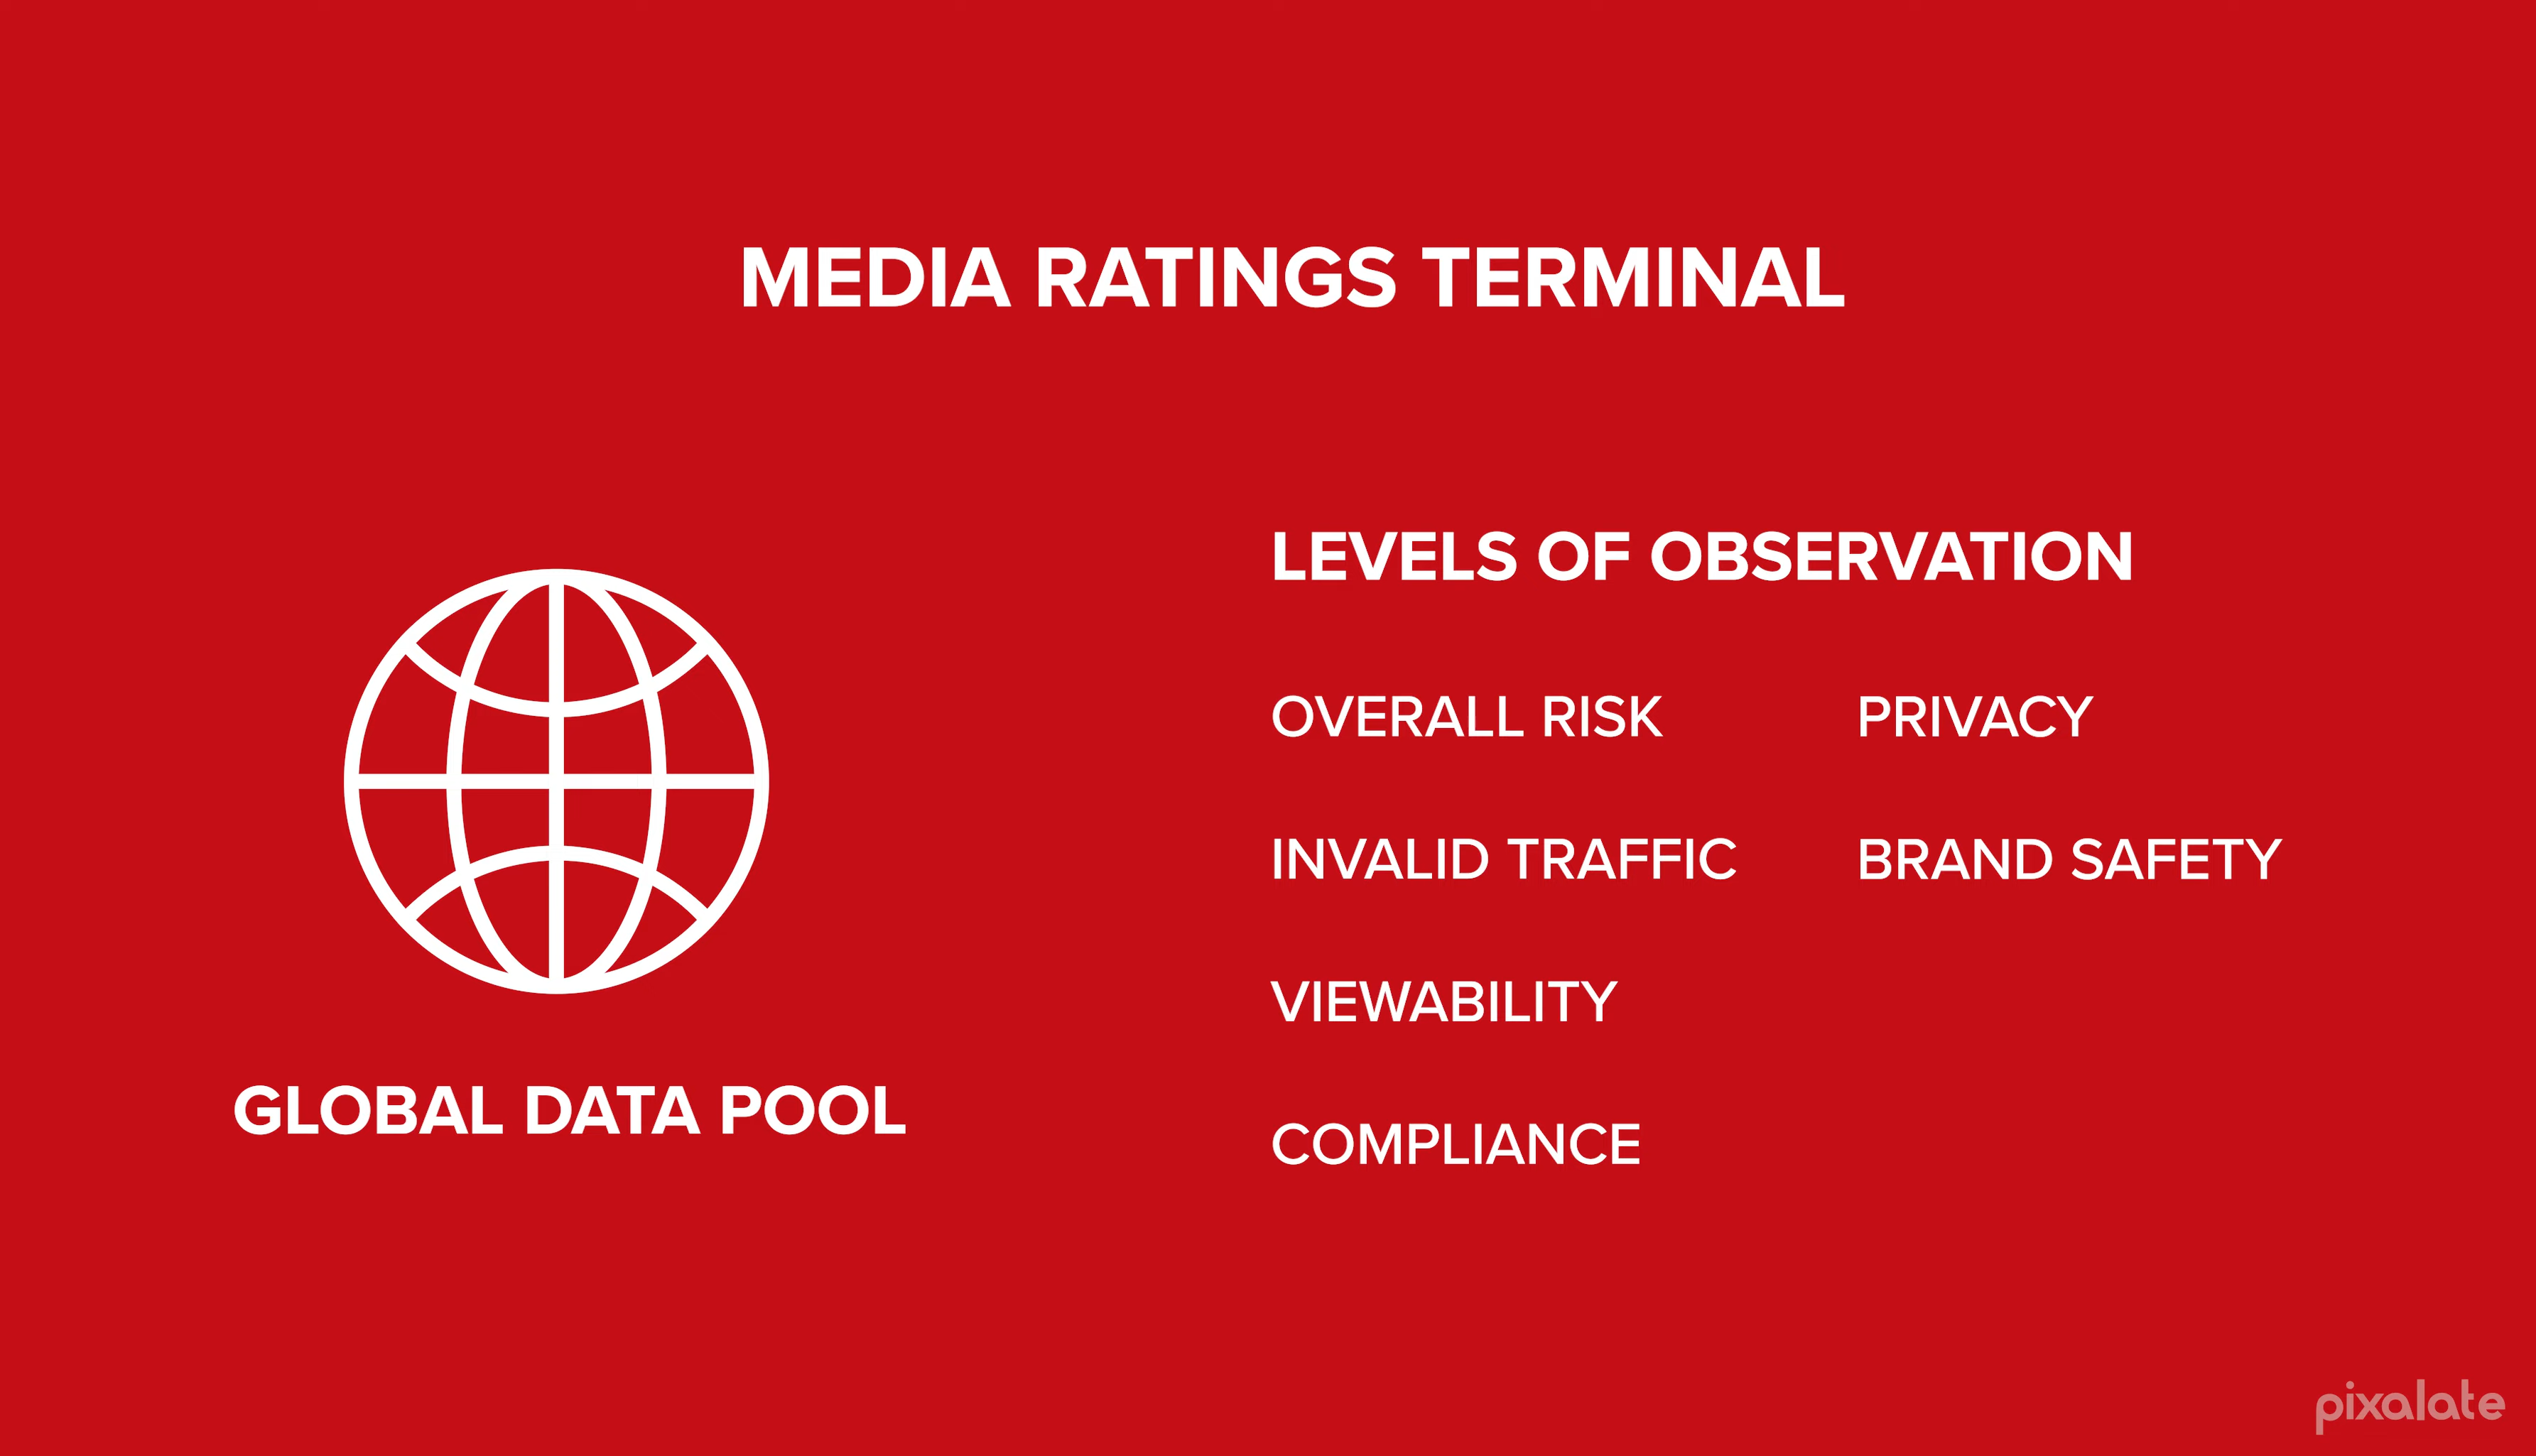 MEDIA RATINGS TERMINAL
GLOBAL DATA POOL
LEVELS OF OBSERVATION
OVERALL RISK
INVALID TRAFFIC
VIEWABILITY
COMPLIANCE
PRIVACY
BRAND SAFETY
pixalate